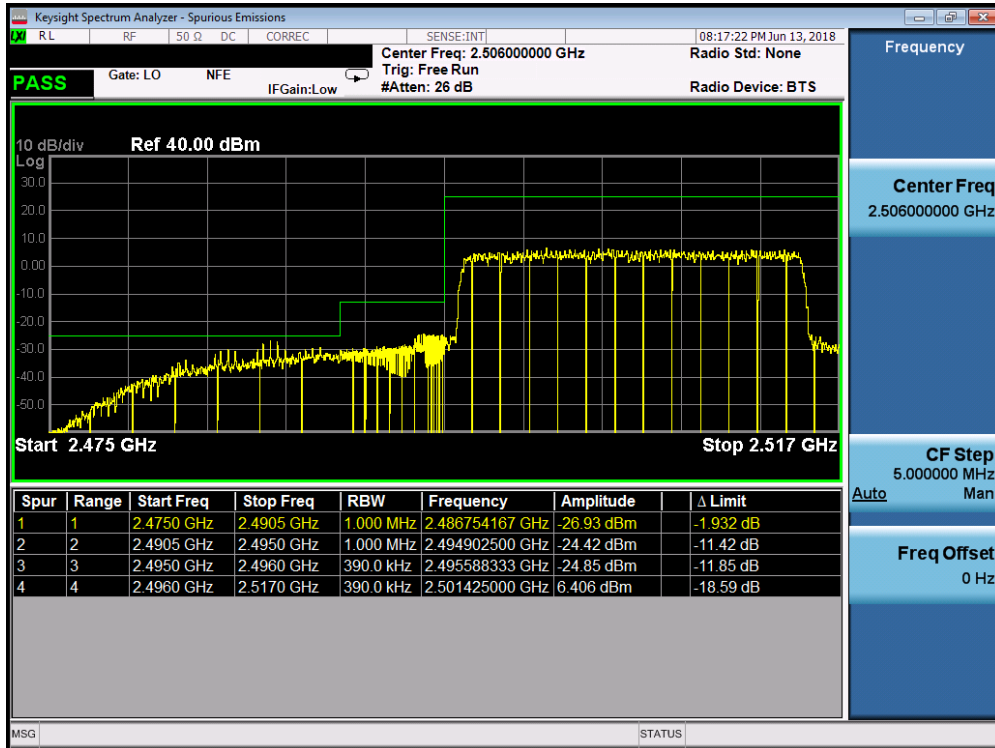 Keysight Spectrum Analyzer - Spurious Emissions
LXI RL RF 50 Ω DC CORREC SENSE:INT 08:17:22 PM Jun 13, 2018
Center Freq: 2.506000000 GHz Radio Std: None
PASS Gate: LO NFE Trig: Free Run
IFGain:Low #Atten: 26 dB Radio Device: BTS
Frequency
10 dB/div Ref 40.00 dBm
Log
30.0
20.0
10.0
0.00
-10.0
-20.0
-30.0
-40.0
-50.0
Start 2.475 GHz Stop 2.517 GHz
Spur Range Start Freq Stop Freq RBW Frequency Amplitude Δ Limit
1 1 2.4750 GHz 2.4905 GHz 1.000 MHz 2.486754167 GHz -26.93 dBm -1.932 dB
2 2 2.4905 GHz 2.4950 GHz 1.000 MHz 2.494902500 GHz -24.42 dBm -11.42 dB
3 3 2.4950 GHz 2.4960 GHz 390.0 kHz 2.495588333 GHz -24.85 dBm -11.85 dB
4 4 2.4960 GHz 2.5170 GHz 390.0 kHz 2.501425000 GHz 6.406 dBm -18.59 dB
Center Freq
2.506000000 GHz
CF Step
5.000000 MHz
Auto Man
Freq Offset
0 Hz
MSG STATUS